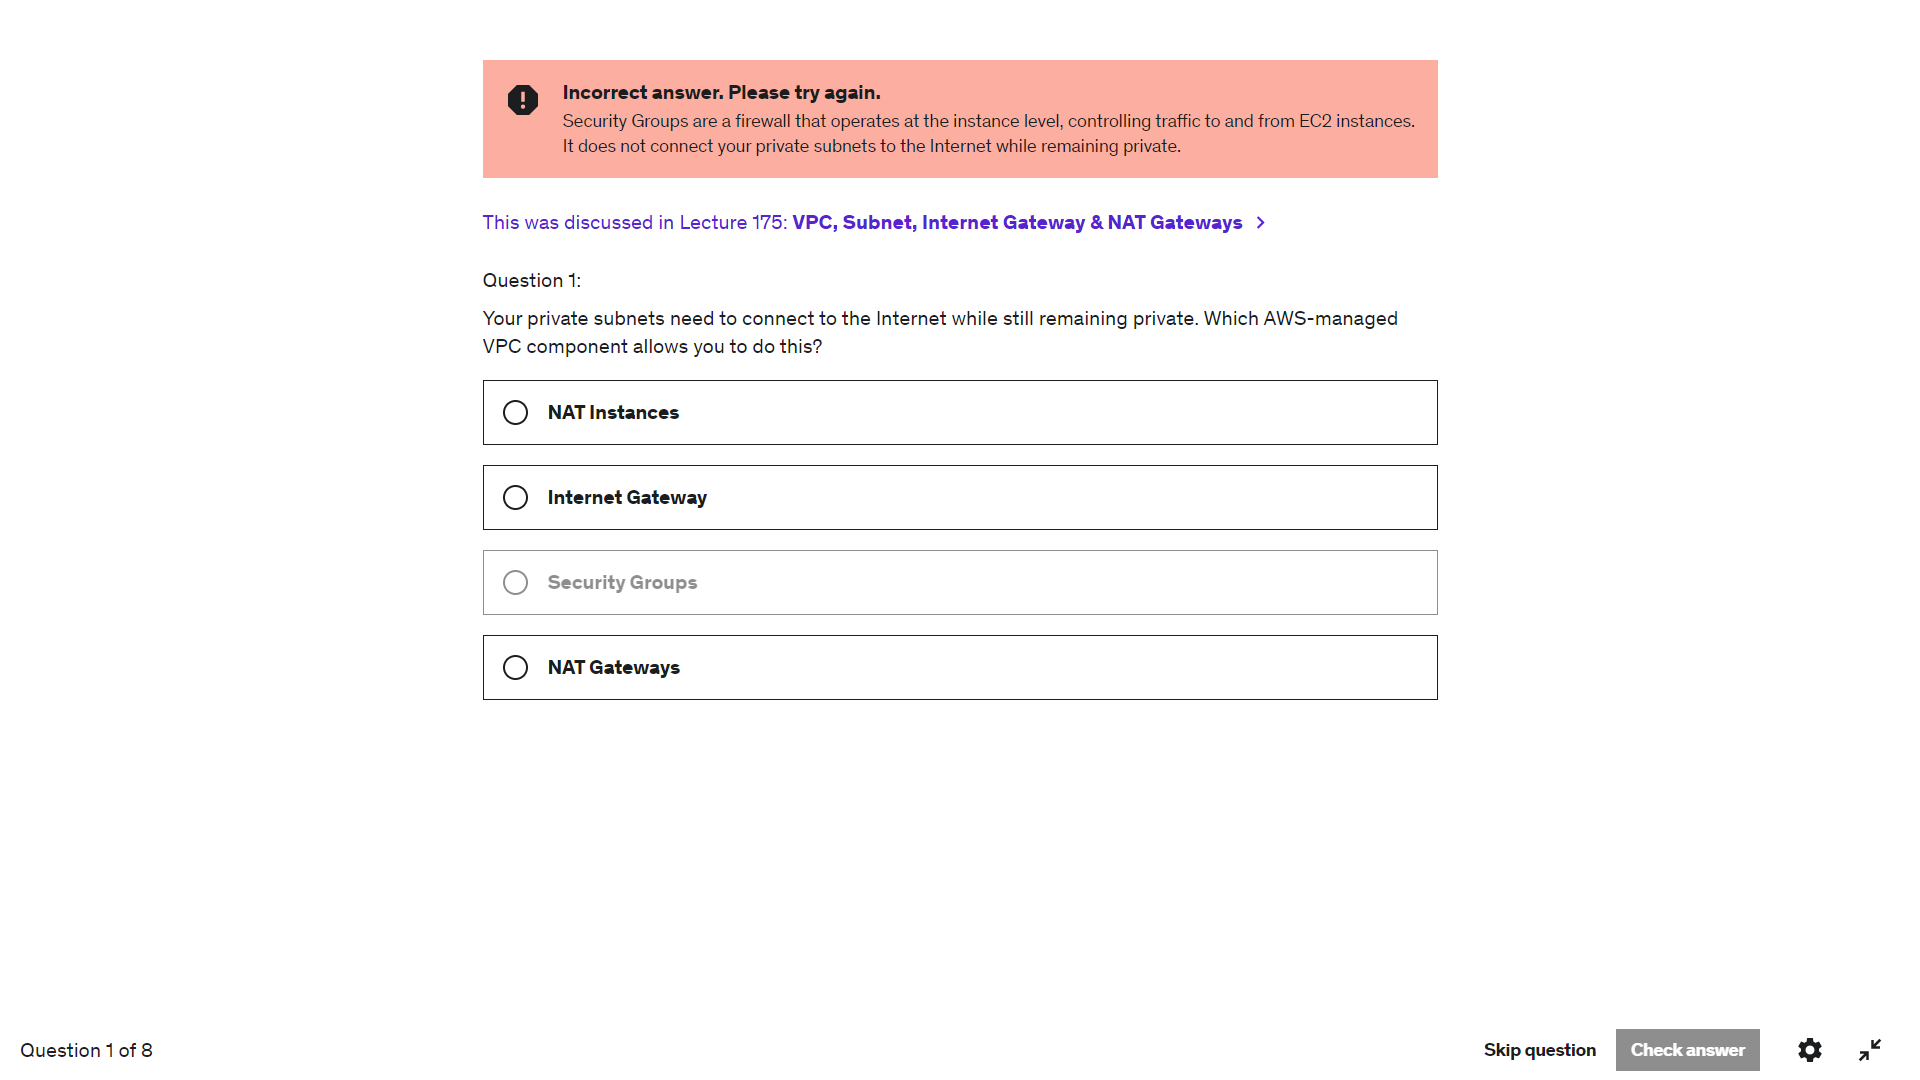 Incorrect answer. Please try again.
Security Groups are a firewall that operates at the instance level, controlling traffic to and from EC2 instances.
It does not connect your private subnets to the Internet while remaining private.
This was discussed in Lecture 175: VPC, Subnet, Internet Gateway & NAT Gateways
Question 1:
Your private subnets need to connect to the Internet while still remaining private. Which AWS-managed
VPC component allows you to do this?
NAT Instances
Internet Gateway
Security Groups
NAT Gateways
Question 1 of 8
Skip question
Check answer